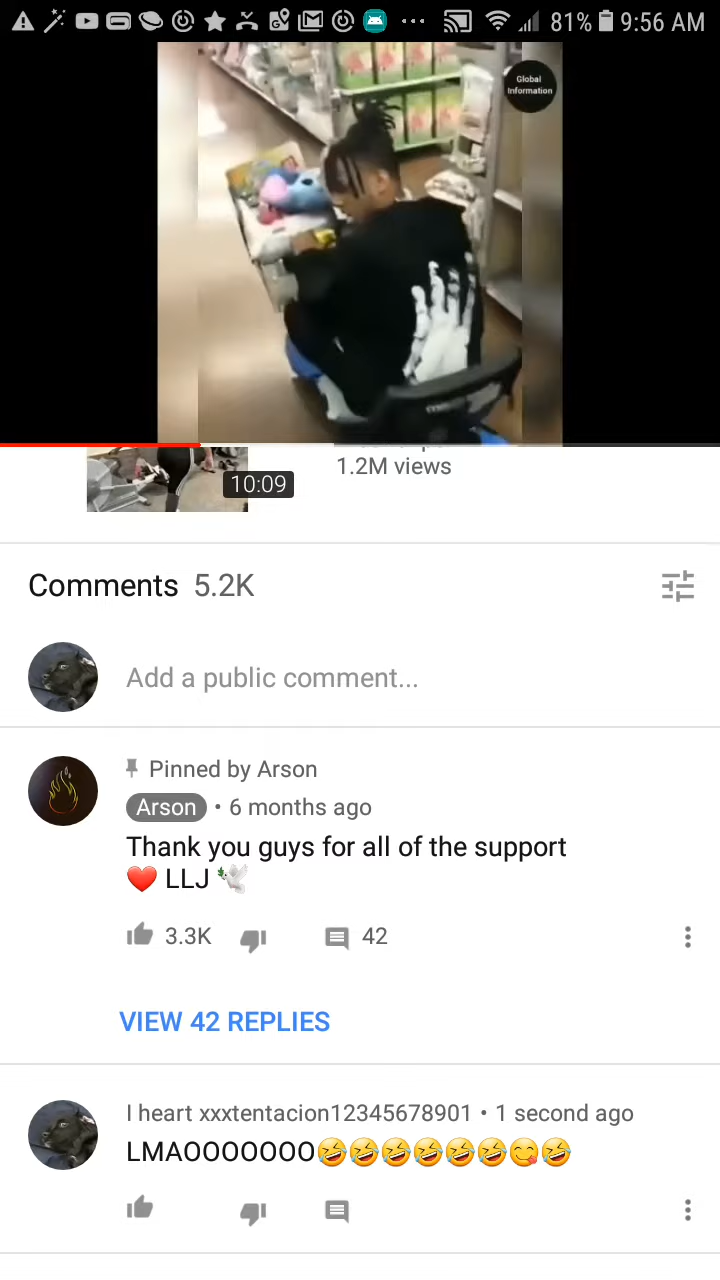 81% 9:56 AM
Global
Information
10:09
1.2M views
Comments 5.2K
Add a public comment...
Pinned by Arson
Arson • 6 months ago
Thank you guys for all of the support
❤️ LLJ 🕊️
3.3K 42
VIEW 42 REPLIES
I heart xxxtentacion12345678901 • 1 second ago
LMAOOOOOOO🤣🤣🤣🤣🤣🤣😋🤣